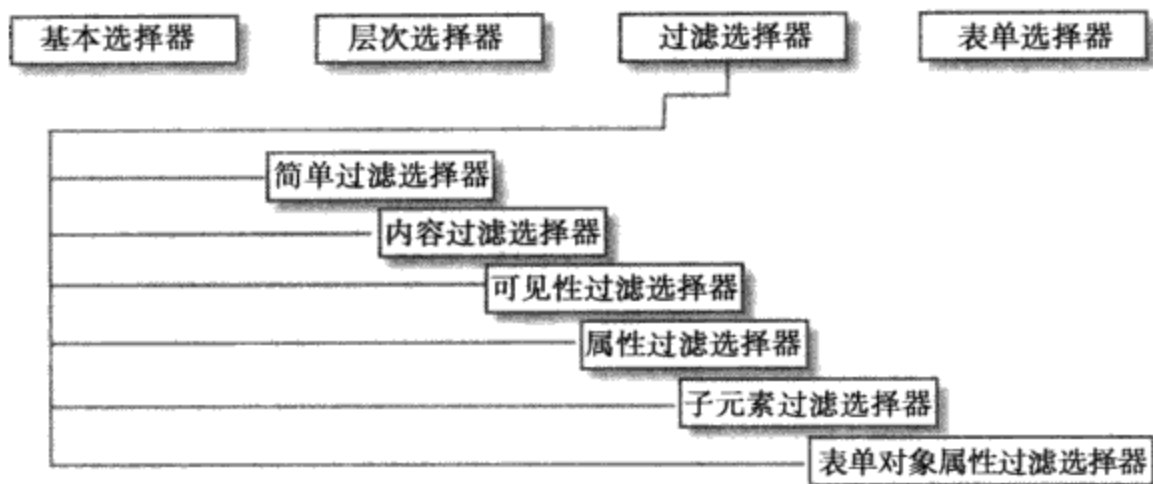 基本选择器
层次选择器
过滤选择器
表单选择器
简单过滤选择器
内容过滤选择器
可见性过滤选择器
属性过滤选择器
子元素过滤选择器
表单对象属性过滤选择器